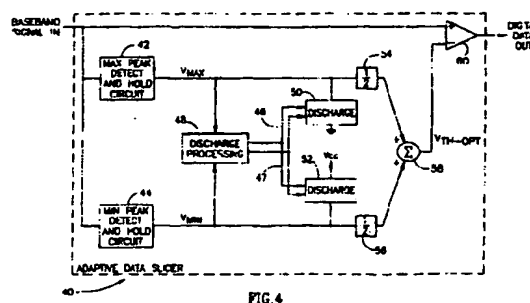 BASEBAND
SIGNAL IN
42
MAX PEAK
DETECT
AND HOLD
CIRCUIT
VMAX
54
60
DIGITAL
DATA
OUT
50
46
DISCHARGE
48
DISCHARGE
PROCESSING
Σ
58
VTH-OPT
VCC
47
52
DISCHARGE
44
MIN PEAK
DETECT
AND HOLD
CIRCUIT
VMIN
56
ADAPTIVE DATA SLICER
40
FIG.4